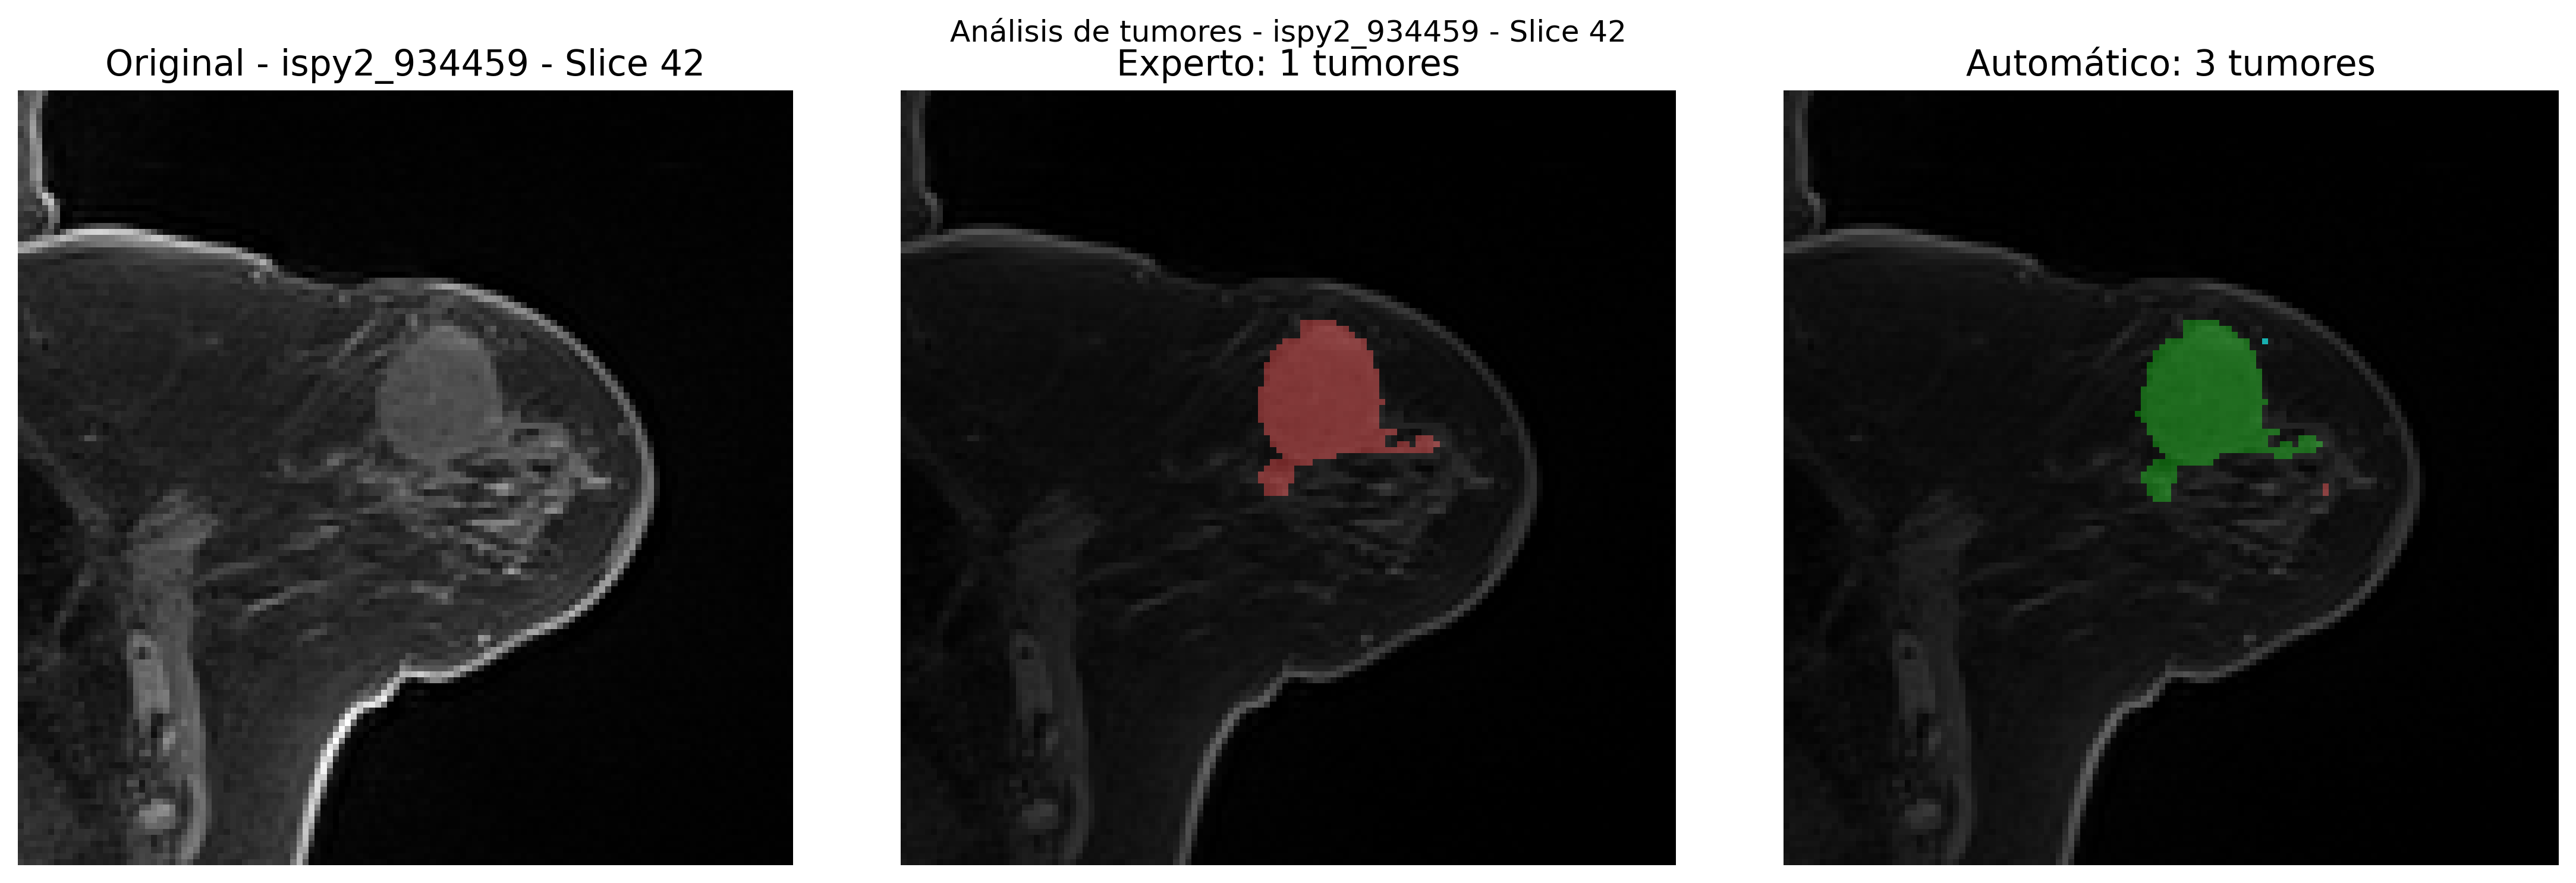 Análisis de tumores - ispy2_934459 - Slice 42
Original - ispy2_934459 - Slice 42
Experto: 1 tumores
Automático: 3 tumores